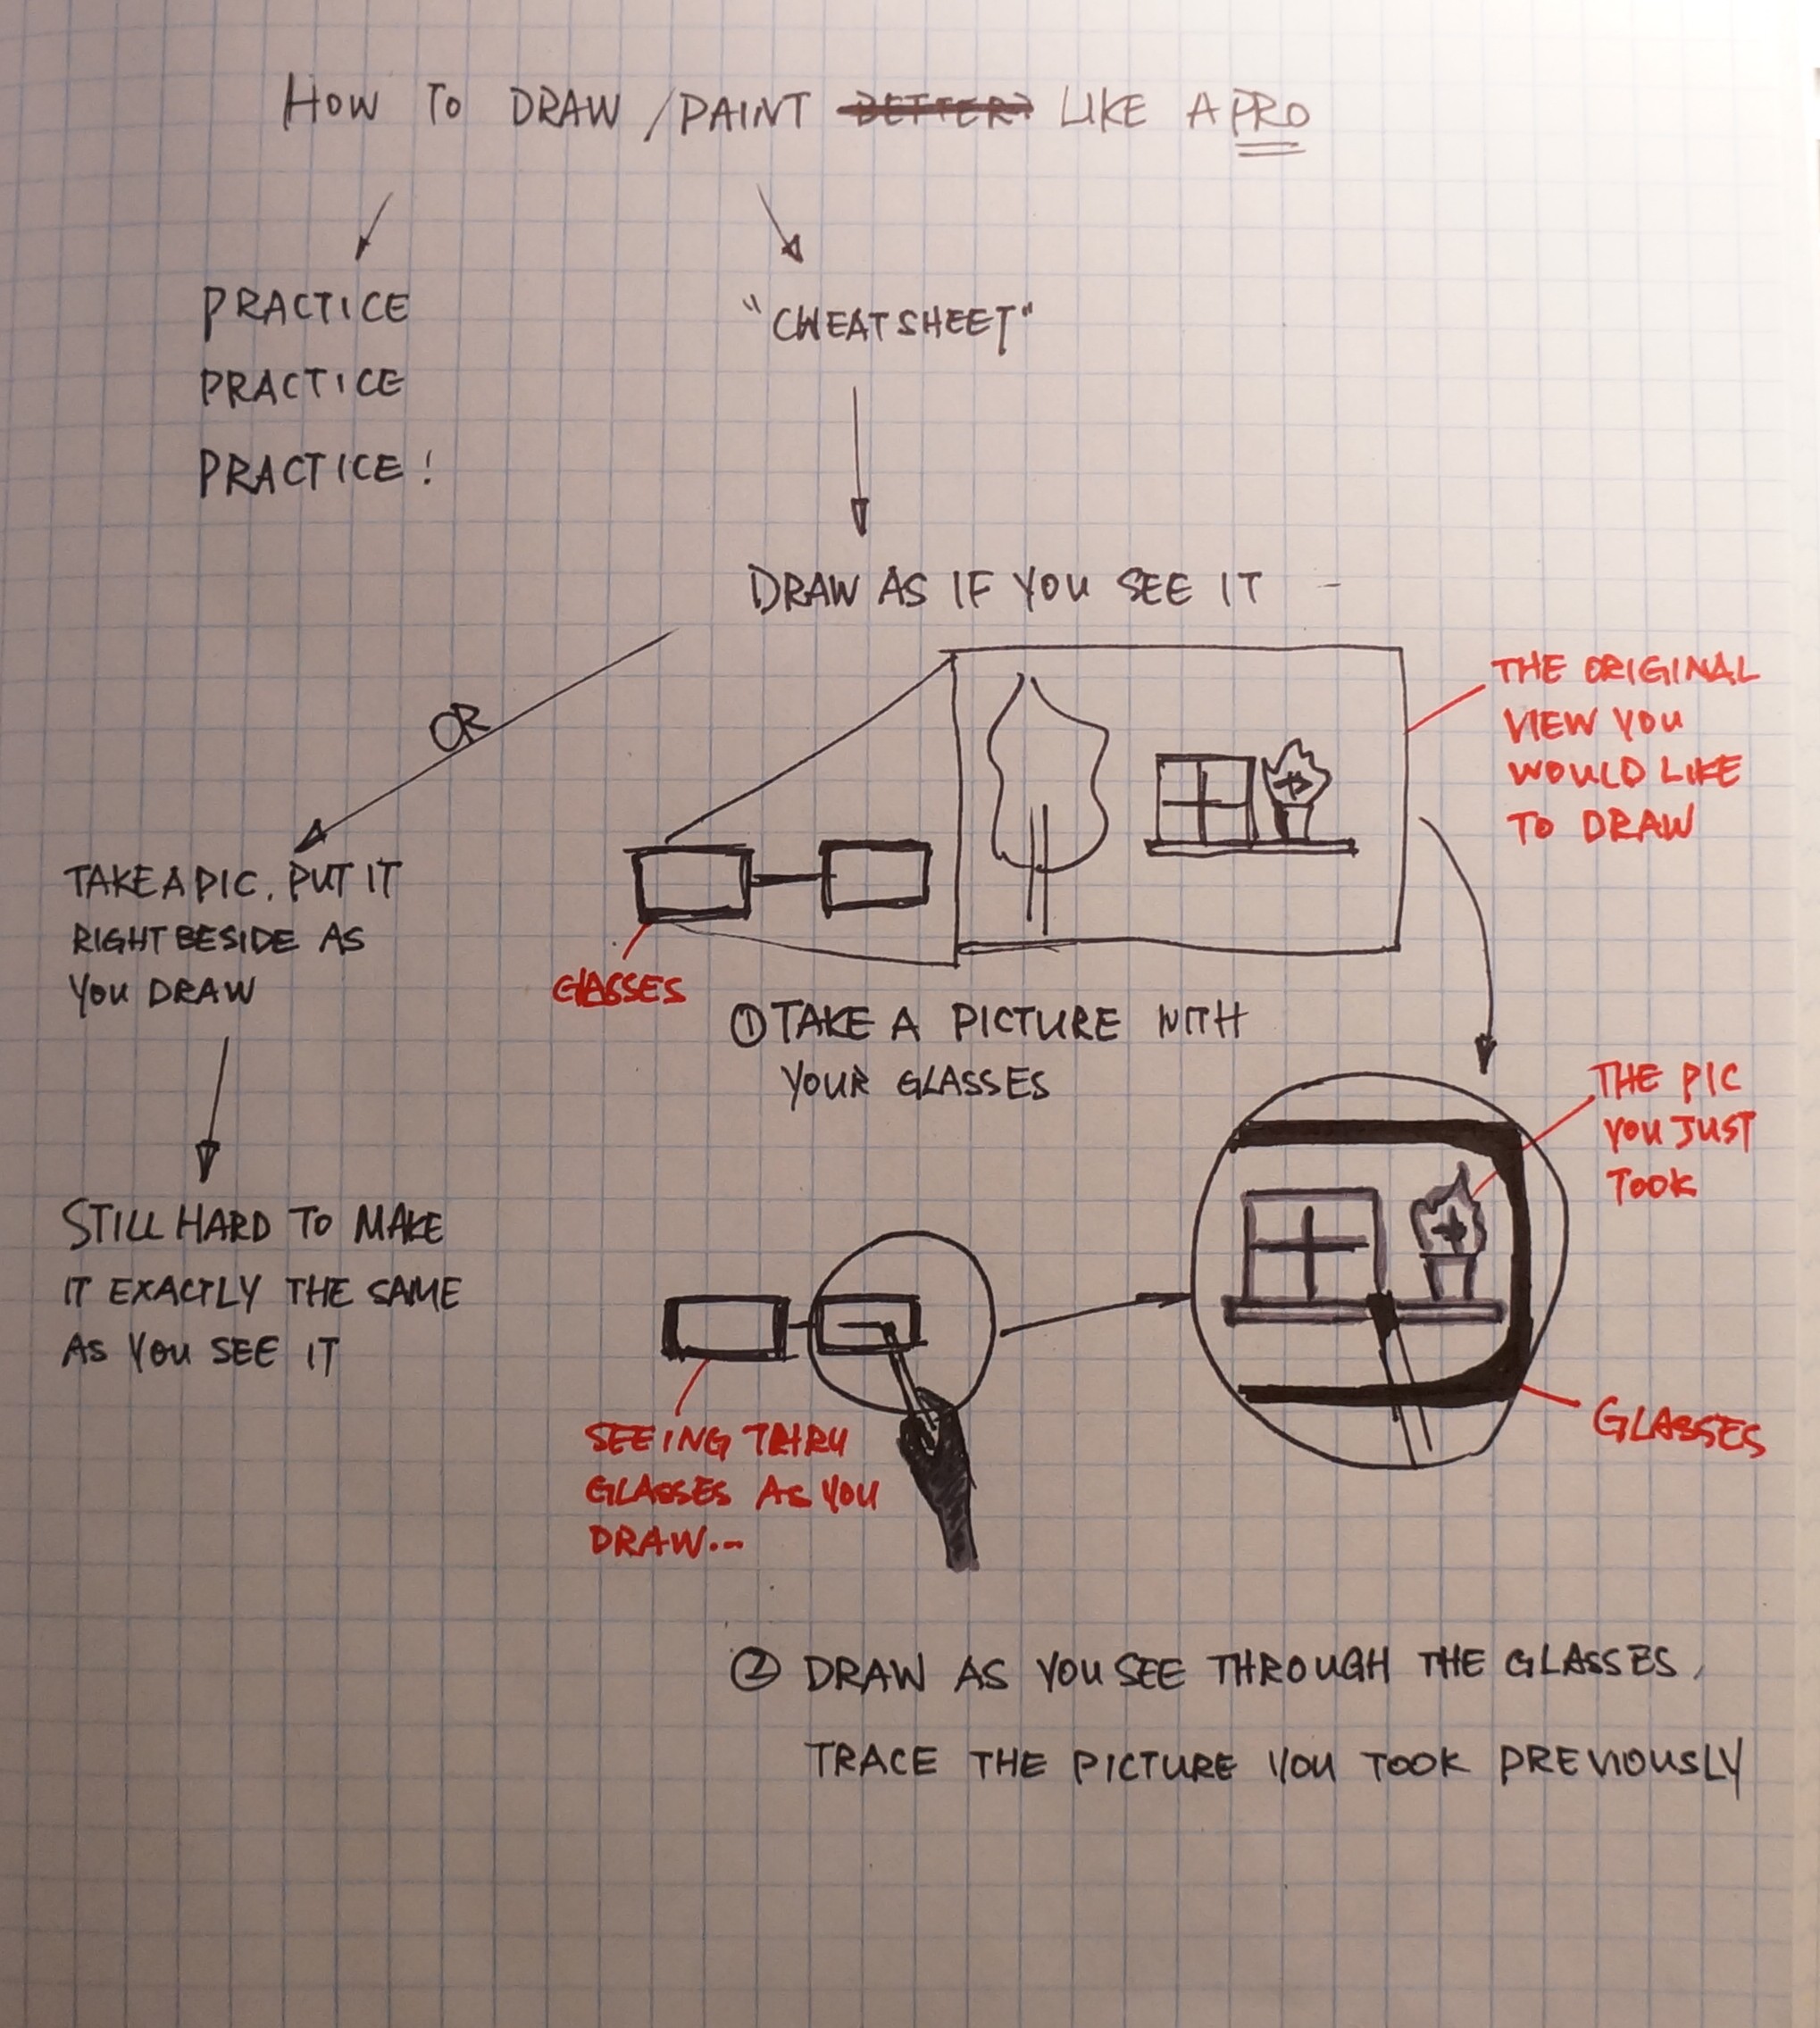 HOW TO DRAW / PAINT BETTER LIKE A PRO
PRACTICE
PRACTICE
PRACTICE!
"CHEATSHEET"
DRAW AS IF YOU SEE IT -
OR
TAKE A PIC. PUT IT
RIGHT BESIDE AS
YOU DRAW
STILL HARD TO MAKE
IT EXACTLY THE SAME
AS YOU SEE IT
THE ORIGINAL
VIEW YOU
WOULD LIKE
TO DRAW
GLASSES
① TAKE A PICTURE WITH
YOUR GLASSES
THE PIC
YOU JUST
TOOK
GLASSES
SEEING THRU
GLASSES AS YOU
DRAW...
② DRAW AS YOU SEE THROUGH THE GLASSES,
TRACE THE PICTURE YOU TOOK PREVIOUSLY